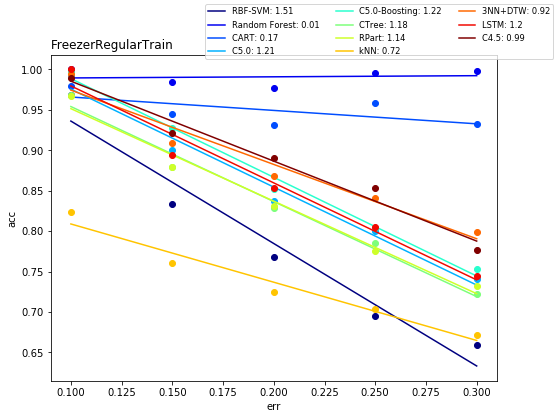 RBF-SVM: 1.51
Random Forest: 0.01
CART: 0.17
C5.0: 1.21
C5.0-Boosting: 1.22
CTree: 1.18
RPart: 1.14
kNN: 0.72
3NN+DTW: 0.92
LSTM: 1.2
C4.5: 0.99
FreezerRegularTrain
1.00
0.95
0.90
0.85
0.80
0.75
0.70
0.65
acc
0.100 0.125 0.150 0.175 0.200 0.225 0.250 0.275 0.300
err